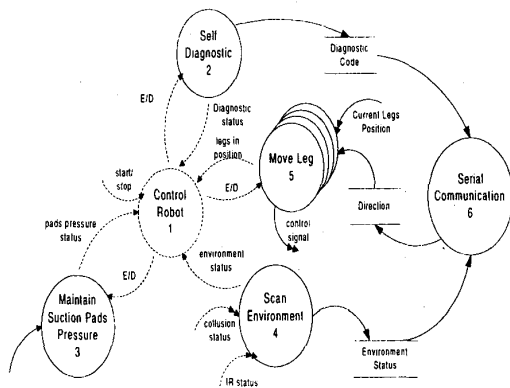 Self
Diagnostic
2
Diagnostic
Code
E/D
Diagnostic
status
legs in
position
Current Legs
Position
Move Leg
5
start/
stop
Control
Robot
1
E/D
Direction
Serial
Communication
6
pads pressure
status
control
signal
environment
status
E/D
Maintain
Suction Pads
Pressure
3
Scan
Environment
4
collusion
status
IR status
Environment
Status